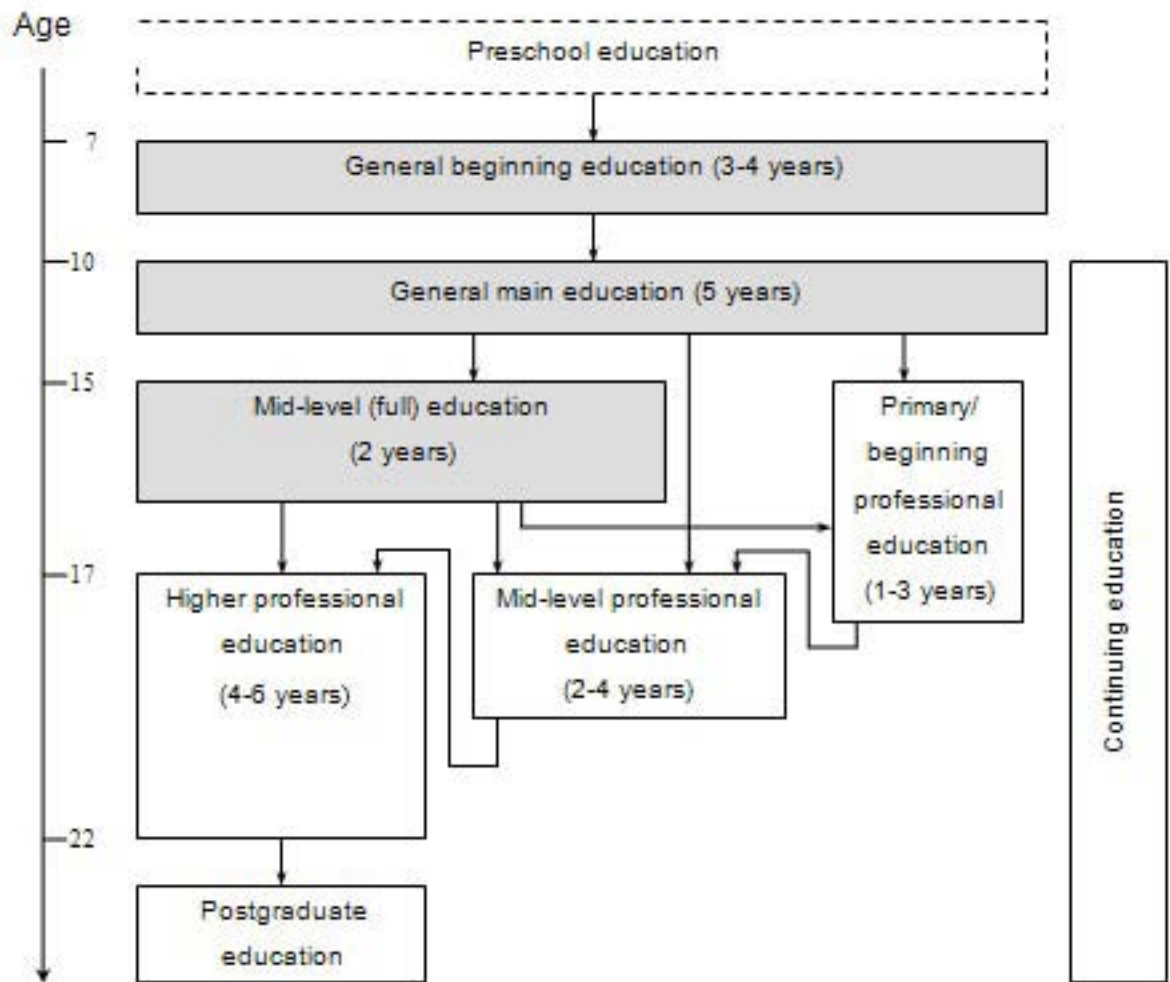 Age
Preschool education
7
General beginning education (3-4 years)
10
General main education (5 years)
15
Mid-level (full) education
(2 years)
Primary/
beginning
professional
education
(1-3 years)
17
Higher professional
education
(4-6 years)
Mid-level professional
education
(2-4 years)
Continuing education
22
Postgraduate
education